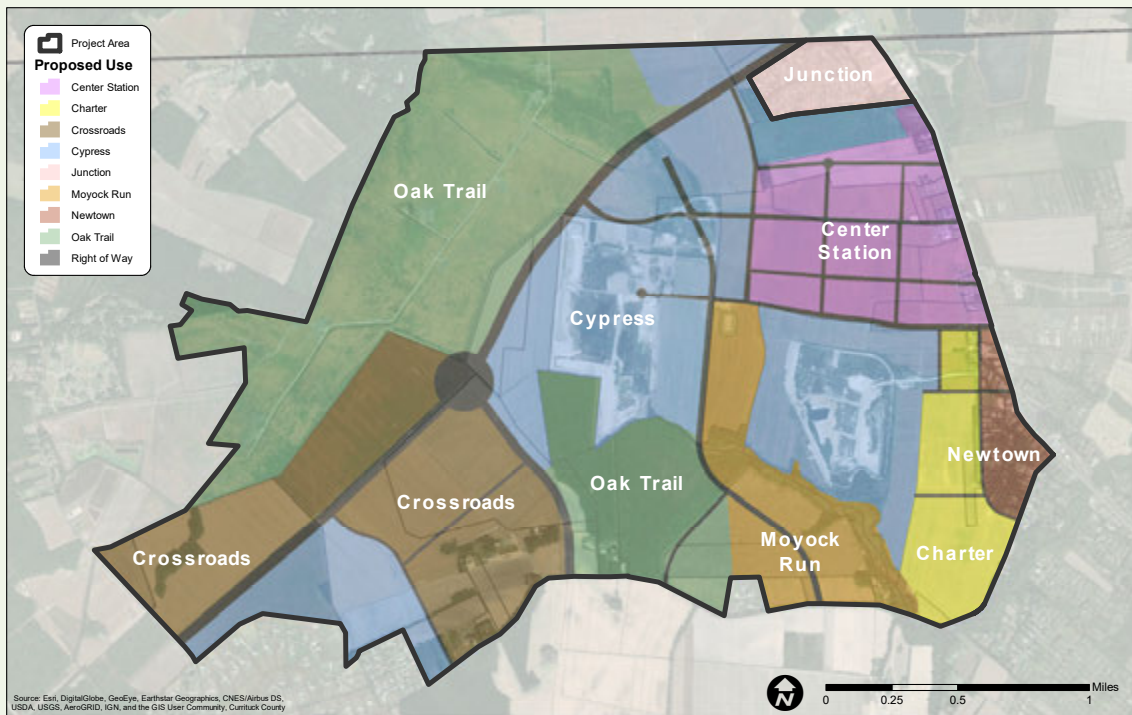 Project Area
Proposed Use
Center Station
Charter
Crossroads
Cypress
Junction
Moyock Run
Newtown
Oak Trail
Right of Way
Junction
Oak Trail
Center
Station
Cypress
Newtown
Oak Trail
Crossroads
Moyock
Run
Charter
Crossroads
Source: Esri, DigitalGlobe, GeoEye, Earthstar Geographics, CNES/Airbus DS,
USDA, USGS, AeroGRID, IGN, and the GIS User Community, Currituck County
N
Miles
0 0.25 0.5 1